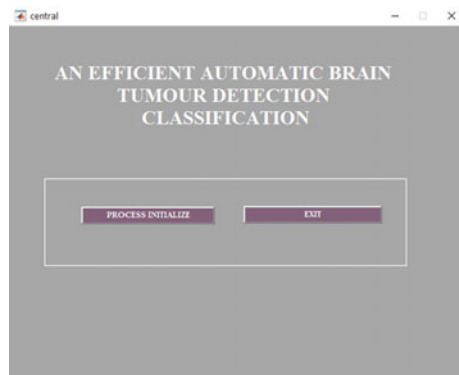 central
AN EFFICIENT AUTOMATIC BRAIN
TUMOUR DETECTION
CLASSIFICATION
PROCESS INITIALIZE
EXIT